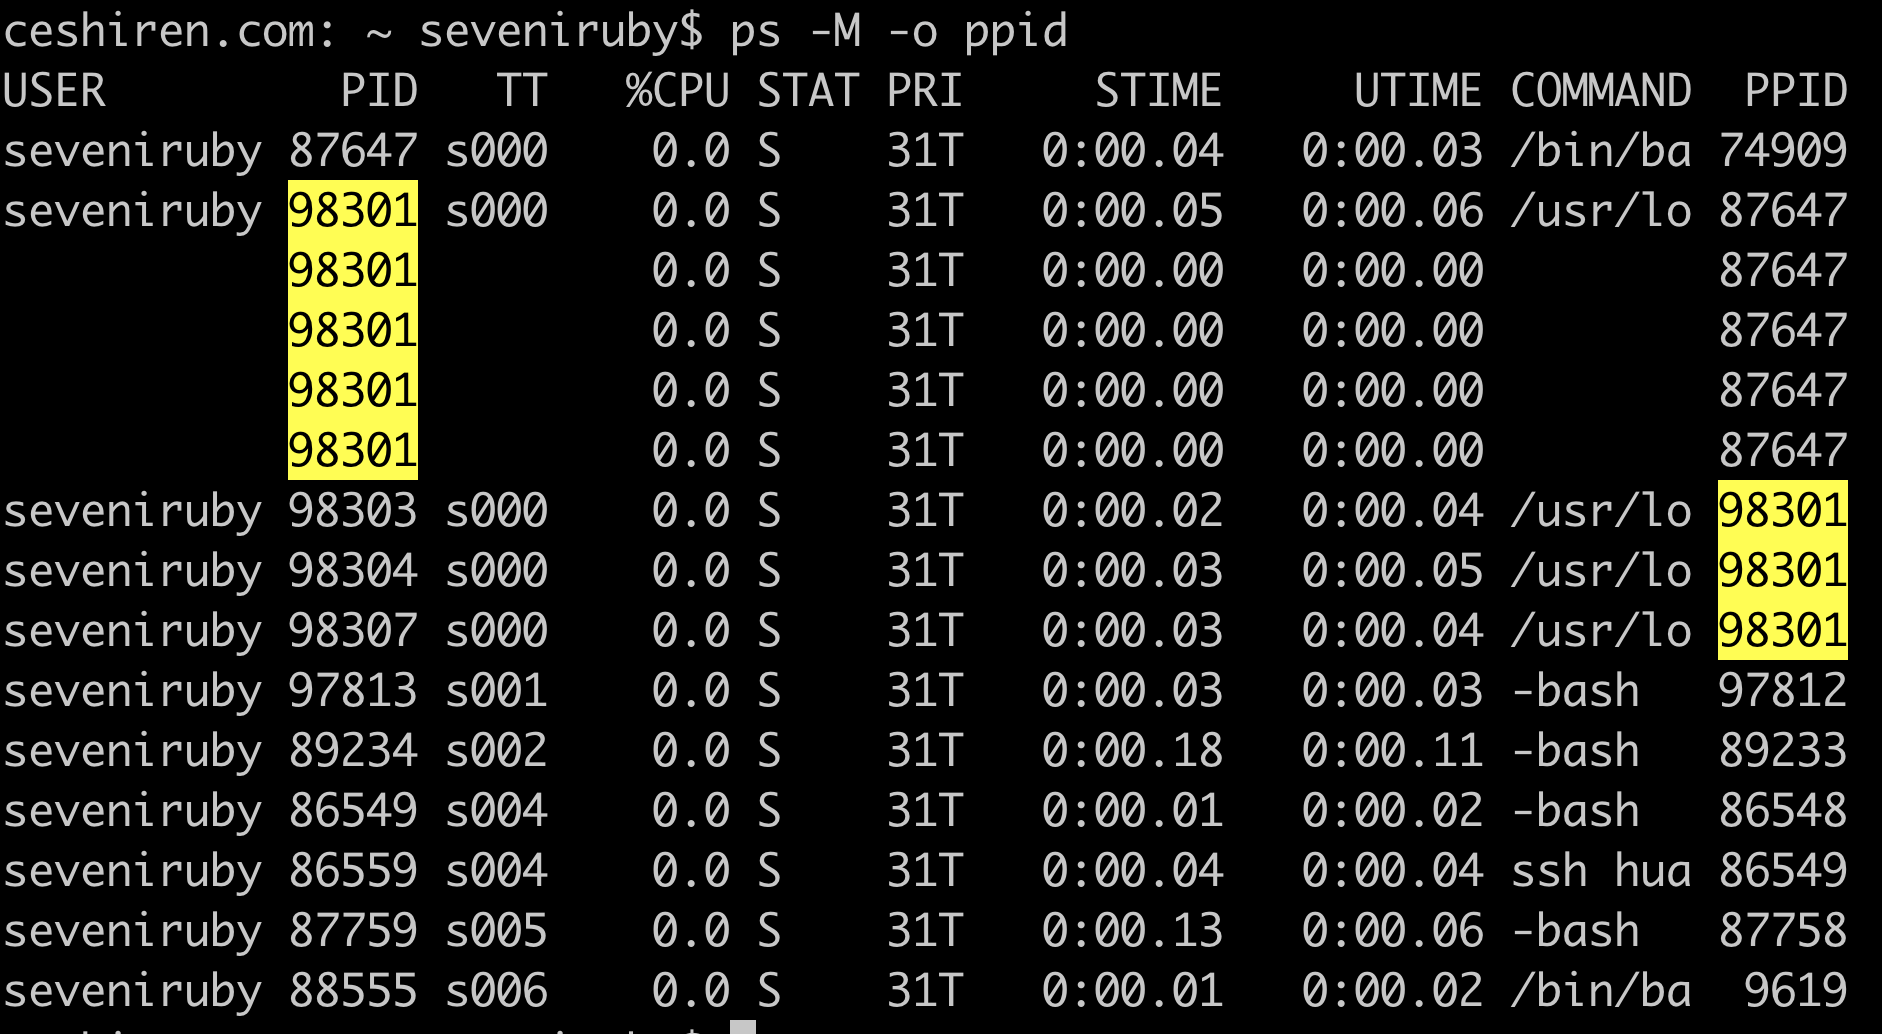 ceshiren.com: ~ seveniruby$ ps -M -o ppid
USER         PID   TT   %CPU STAT PRI     STIME     UTIME COMMAND  PPID
seveniruby 87647 s000    0.0 S    31T   0:00.04   0:00.03 /bin/ba 74909
seveniruby 98301 s000    0.0 S    31T   0:00.05   0:00.06 /usr/lo 87647
           98301         0.0 S    31T   0:00.00   0:00.00         87647
           98301         0.0 S    31T   0:00.00   0:00.00         87647
           98301         0.0 S    31T   0:00.00   0:00.00         87647
           98301         0.0 S    31T   0:00.00   0:00.00         87647
seveniruby 98303 s000    0.0 S    31T   0:00.02   0:00.04 /usr/lo 98301
seveniruby 98304 s000    0.0 S    31T   0:00.03   0:00.05 /usr/lo 98301
seveniruby 98307 s000    0.0 S    31T   0:00.03   0:00.04 /usr/lo 98301
seveniruby 97813 s001    0.0 S    31T   0:00.03   0:00.03 -bash   97812
seveniruby 89234 s002    0.0 S    31T   0:00.18   0:00.11 -bash   89233
seveniruby 86549 s004    0.0 S    31T   0:00.01   0:00.02 -bash   86548
seveniruby 86559 s004    0.0 S    31T   0:00.04   0:00.04 ssh hua 86549
seveniruby 87759 s005    0.0 S    31T   0:00.13   0:00.06 -bash   87758
seveniruby 88555 s006    0.0 S    31T   0:00.01   0:00.02 /bin/ba  9619